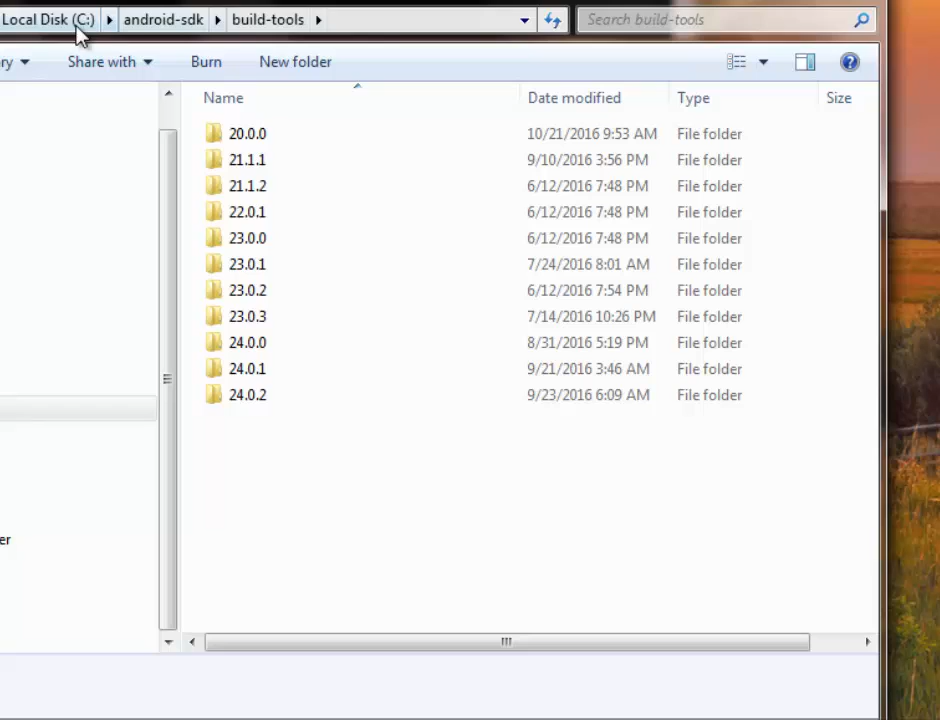 Local Disk (C:) android-sdk build-tools Search build-tools
ry Share with Burn New folder
Name Date modified Type Size
20.0.0 10/21/2016 9:53 AM File folder
21.1.1 9/10/2016 3:56 PM File folder
21.1.2 6/12/2016 7:48 PM File folder
22.0.1 6/12/2016 7:48 PM File folder
23.0.0 6/12/2016 7:48 PM File folder
23.0.1 7/24/2016 8:01 AM File folder
23.0.2 6/12/2016 7:54 PM File folder
23.0.3 7/14/2016 10:26 PM File folder
24.0.0 8/31/2016 5:19 PM File folder
24.0.1 9/21/2016 3:46 AM File folder
24.0.2 9/23/2016 6:09 AM File folder
er